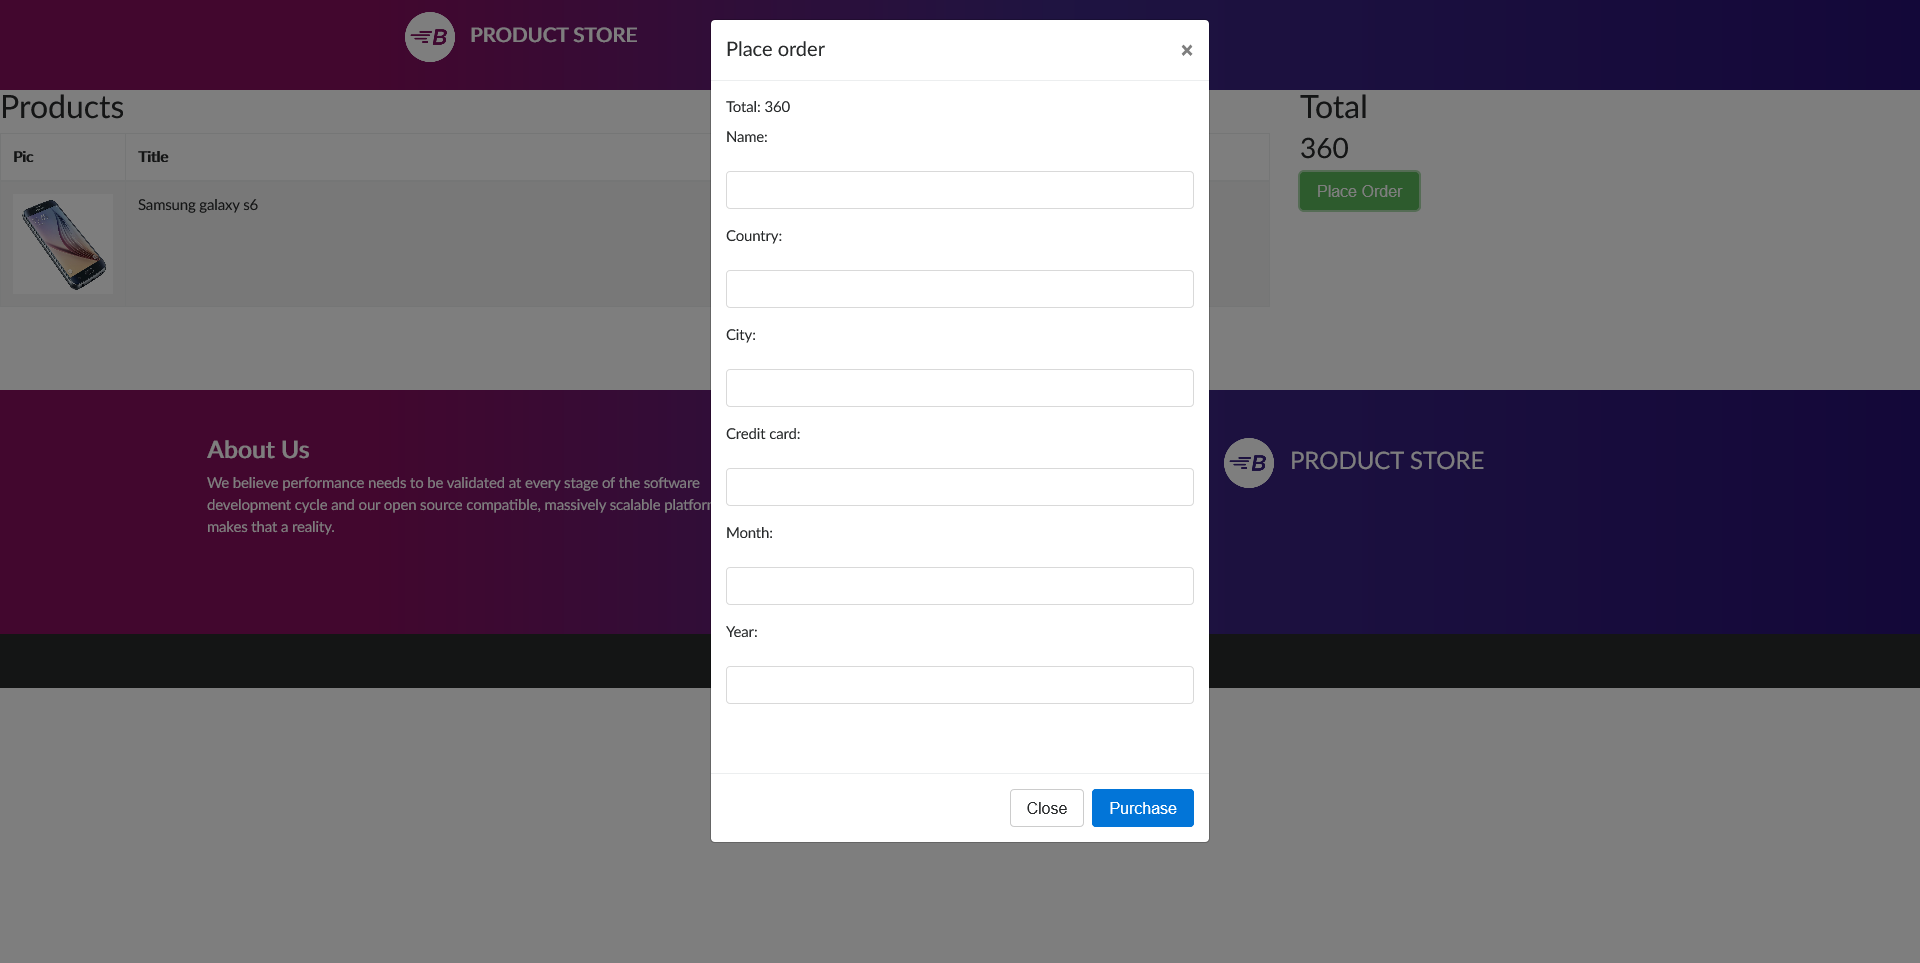 PRODUCT STORE
Place order
×
Products
Total
Pic
Title
360
Place Order
Samsung galaxy s6
Total: 360
Name:
Country:
City:
Credit card:
Month:
Year:
Close
Purchase
About Us
We believe performance needs to be validated at every stage of the software
development cycle and our open source compatible, massively scalable platfor
makes that a reality.
B PRODUCT STORE